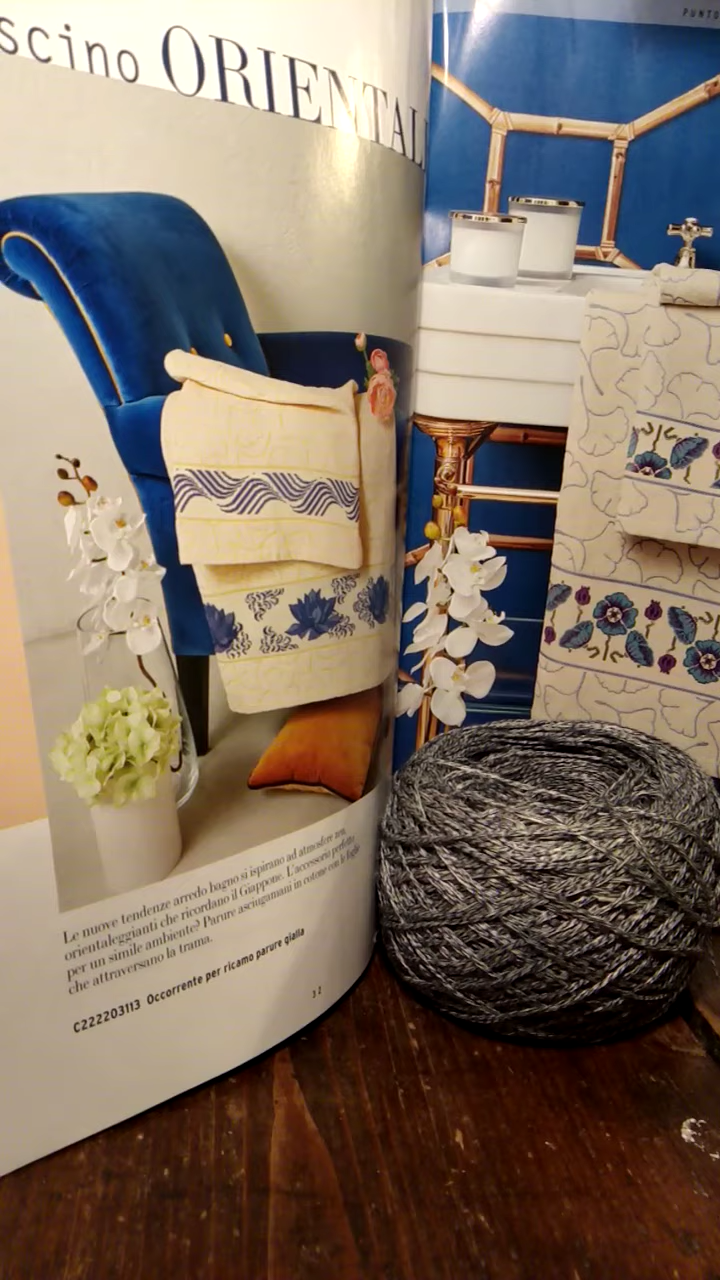 scino ORIENTAL
PUNTO
Le nuove tendenze arredo bagno si ispirano ad atmosfere zen,
orientaleggianti che ricordano il Giappone. L'accessorio perfetto
per un simile ambiente? Parure asciugamani in cotone con le foglie
che attraversano la trama.
C222203113 Occorrente per ricamo parure gialla